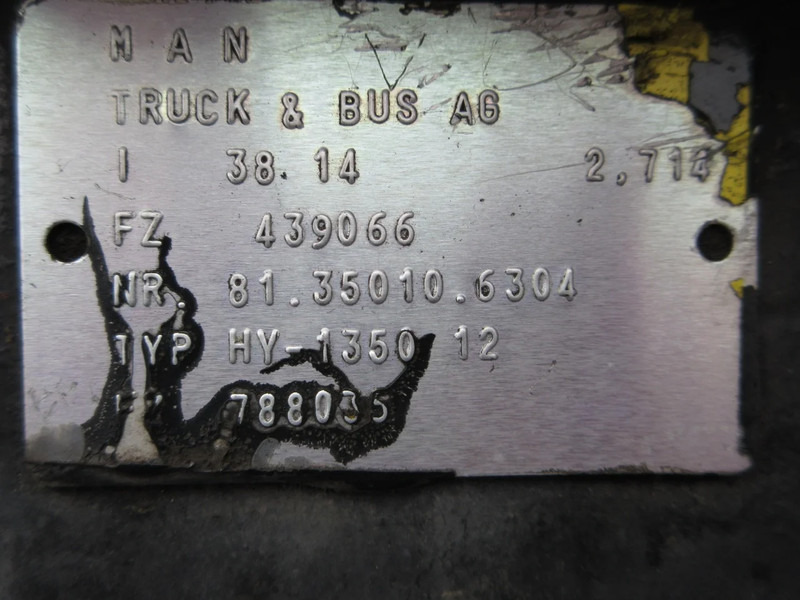 M A N
TRUCK & BUS AG
I 38 14 2,714
FZ 439066
NR. 81.35010.6304
TYP HY-1350 12
788035